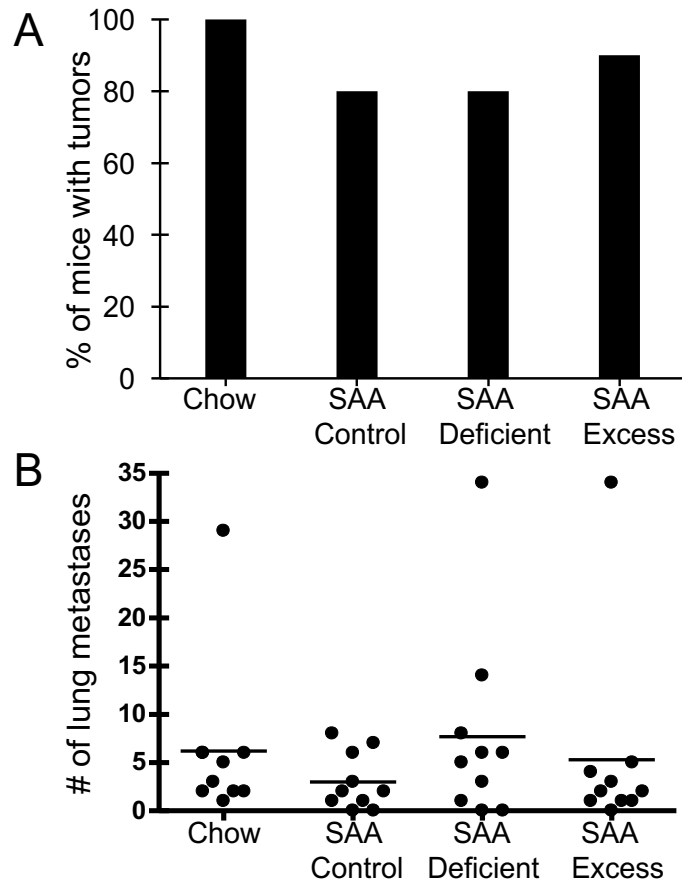 A
% of mice with tumors
100
80
60
40
20
0
Chow SAA SAA SAA
Control Deficient Excess
B
# of lung metastases
35
30
25
20
15
10
5
0
Chow SAA SAA SAA
Control Deficient Excess